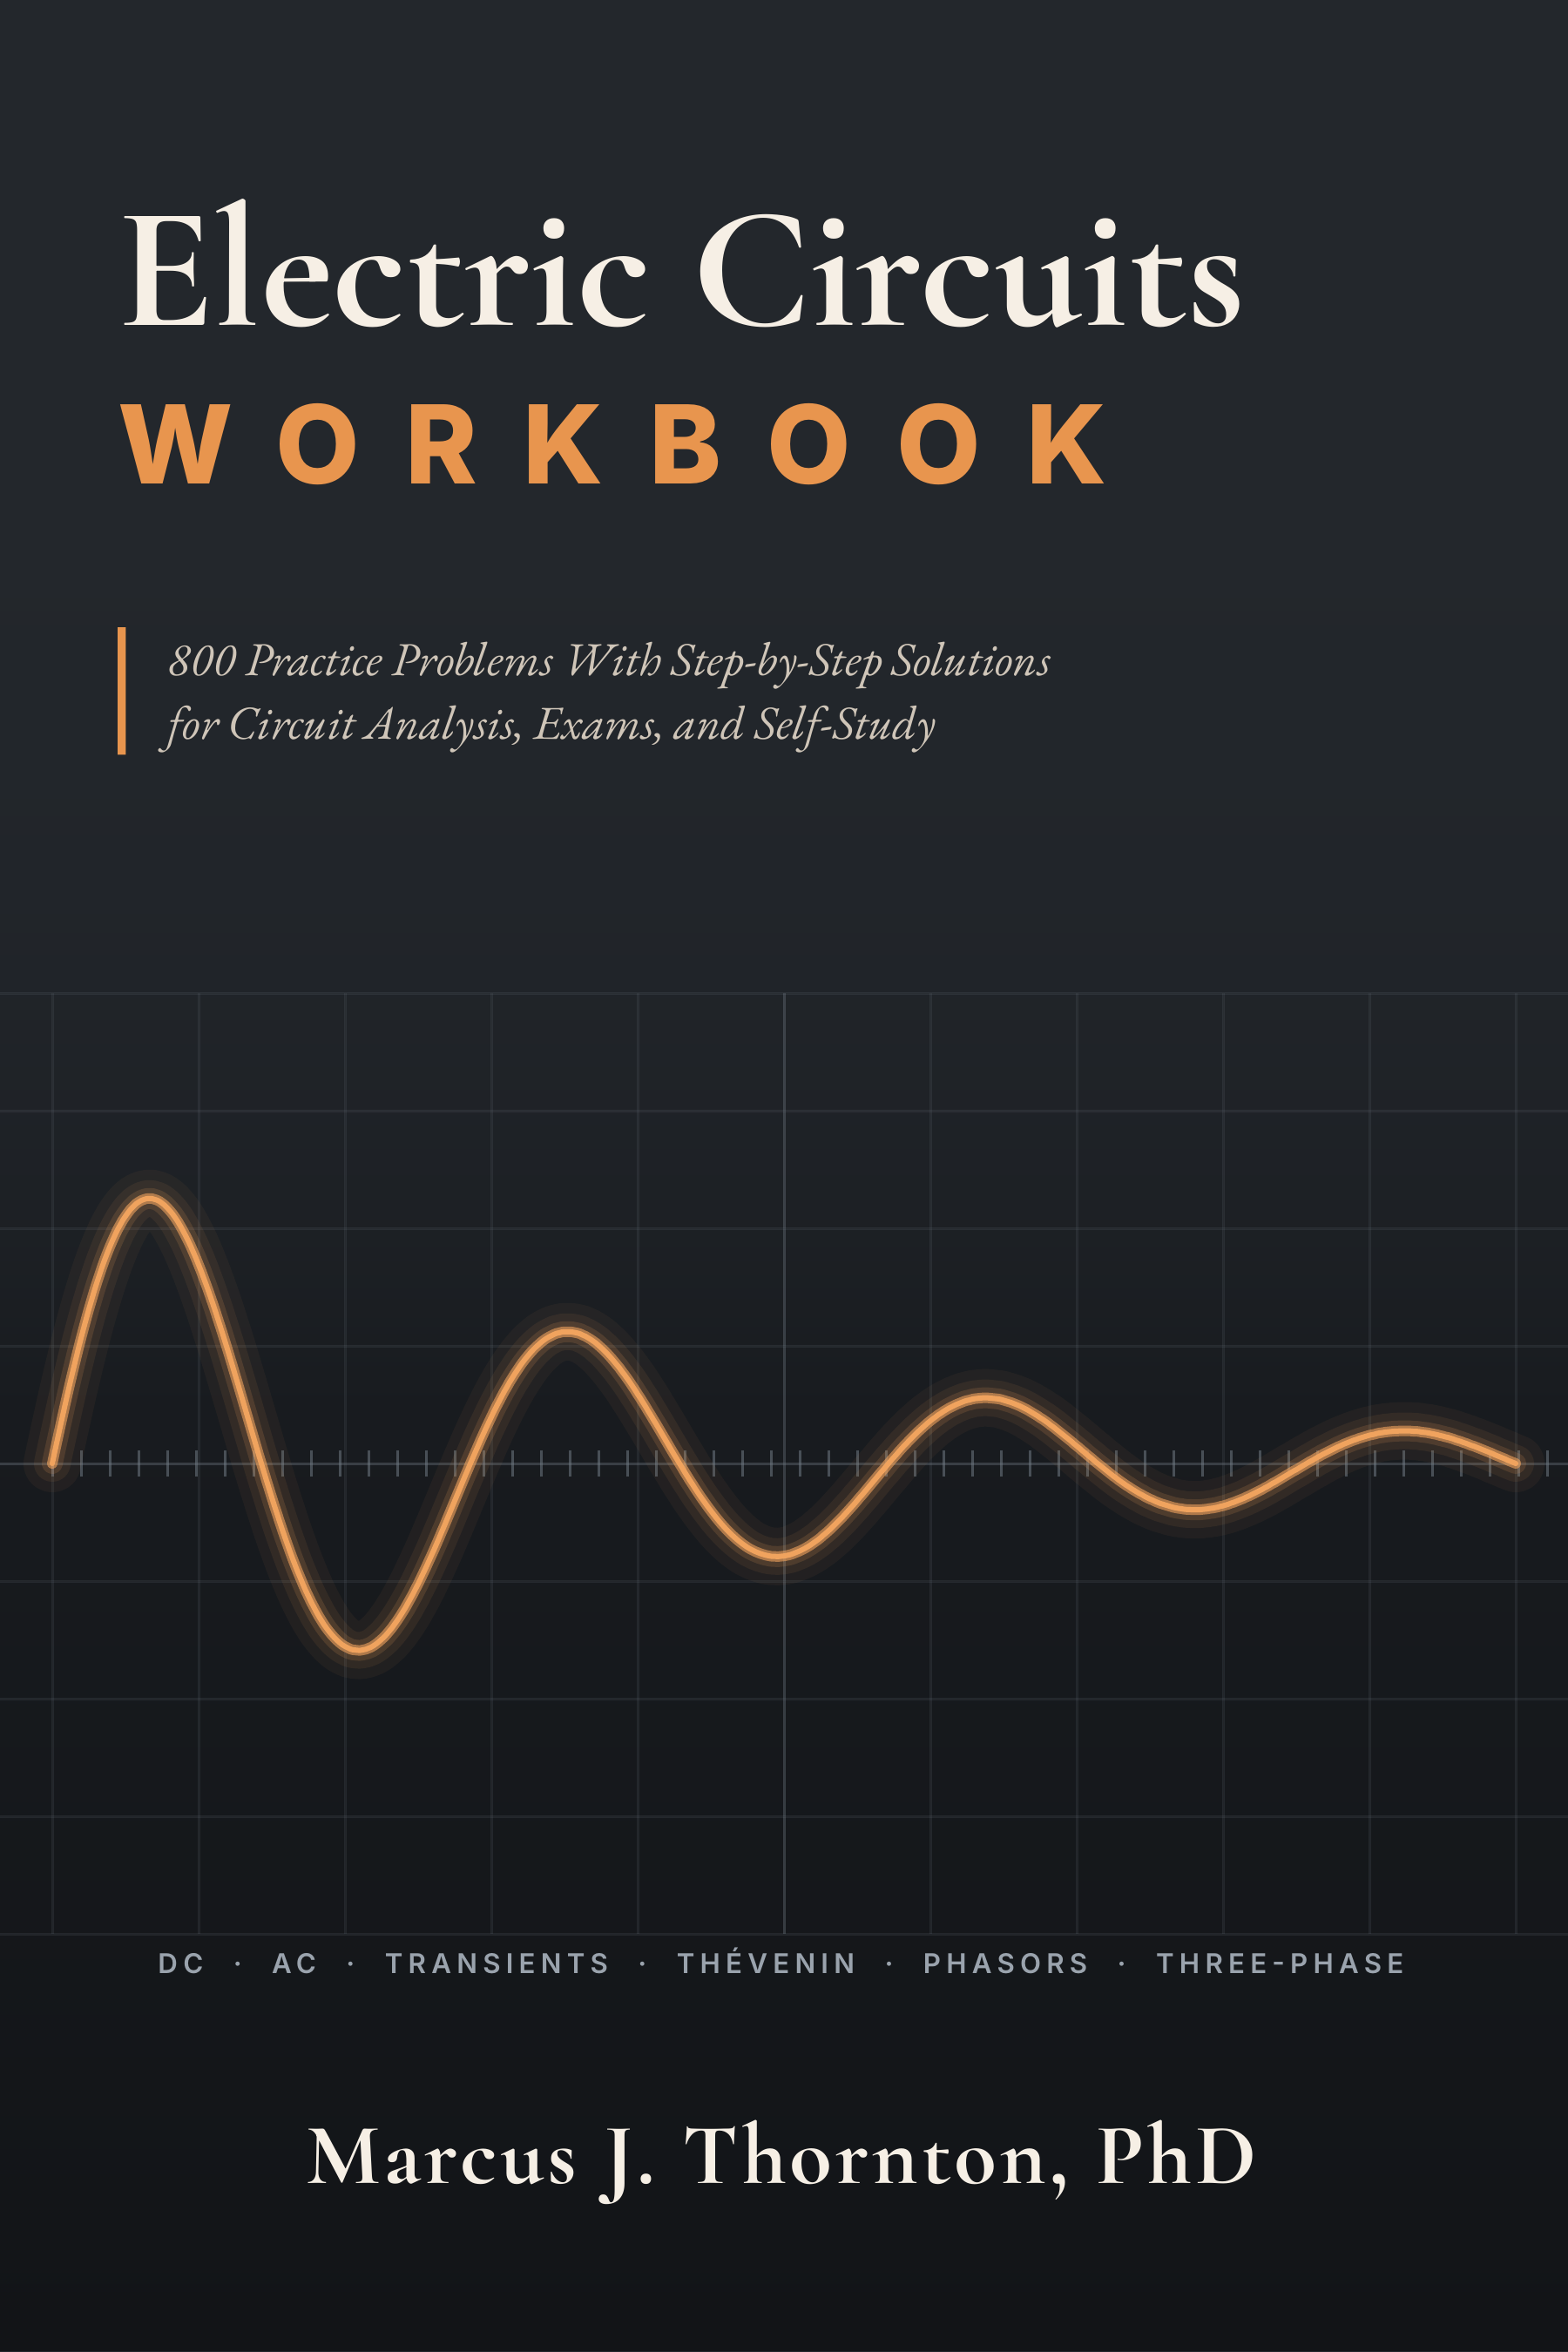 Electric Circuits
WORKBOOK
800 Practice Problems With Step-by-Step Solutions
for Circuit Analysis, Exams, and Self-Study
DC · AC · TRANSIENTS · THÉVENIN · PHASORS · THREE-PHASE
Marcus J. Thornton, PhD